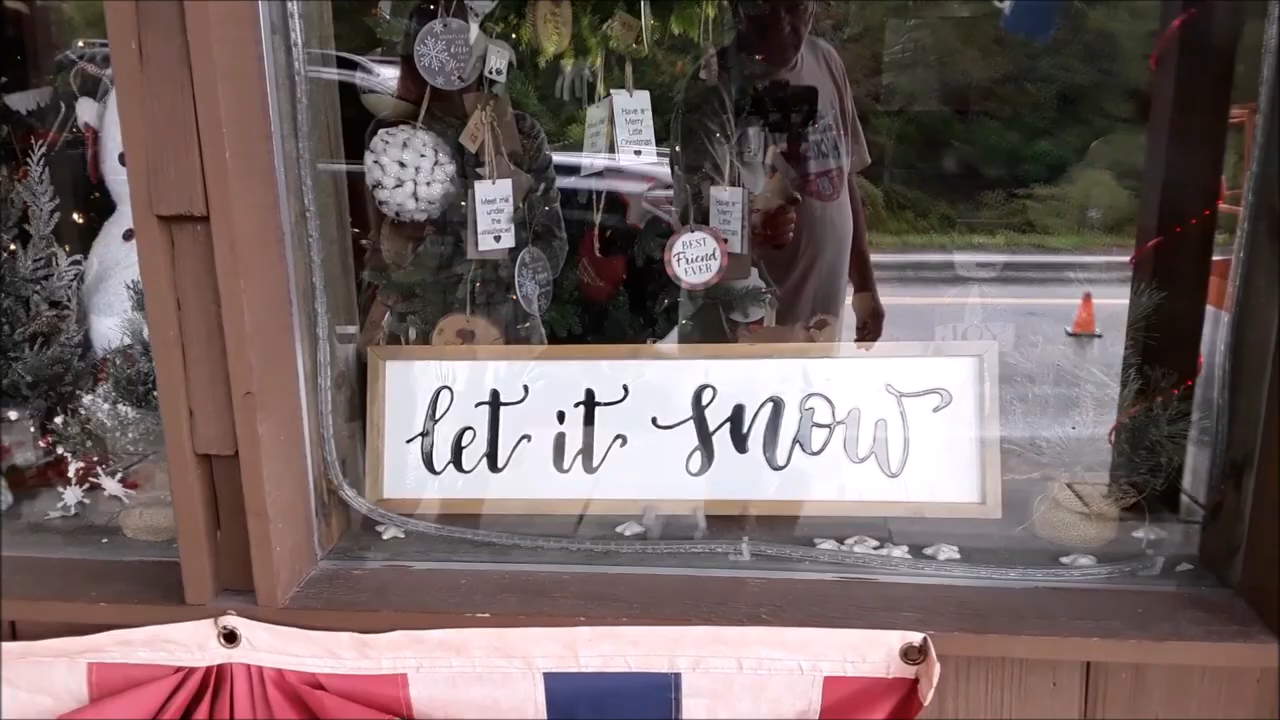 Have a
Merry
Little
Christmas
Meet me
under
the
mistletoe
Have a
Merry
Little
Christmas
BEST
Friend
EVER
JOY
let it snow